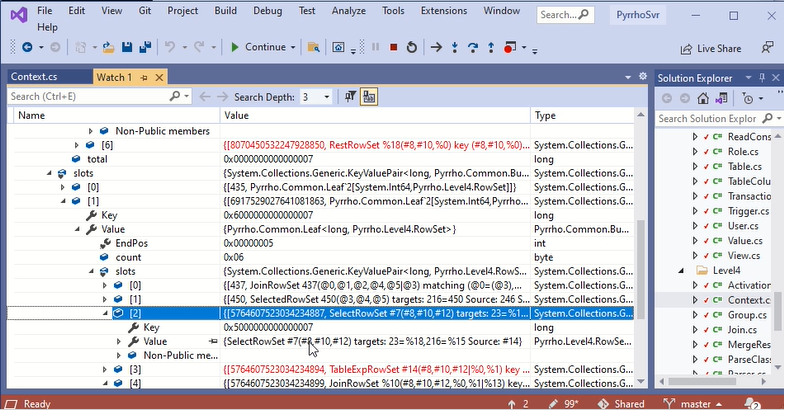 File Edit View Git Project Build Search... PyrrhoSvr
Debug Test Analyze Tools Extensions Window
Help
Continue Live Share
Context.cs Watch 1 Solution Explorer
Search (Ctrl+E) Search Depth: 3
Name Value Type
Search Solution Explorer
Non-Public members
[6] {[8070450532247928850, RestRowSet %18(#8,#10,%0) key (#8,#10,%0) System.Collections.G...
total 0x0000000000000007 long
slots {System.Collections.Generic.KeyValuePair<long, Pyrrho.Common.Bu... System.Collections.G...
[0] {[435, Pyrrho.Common.Leaf`2[System.Int64,Pyrrho.Level4.RowSet]]} System.Collections.G...
[1] {[6917529027641081863, Pyrrho.Common.Leaf`2[System.Int64,Pyrrho... System.Collections.G...
Key 0x6000000000000007 long
Value {Pyrrho.Common.Leaf<long, Pyrrho.Level4.RowSet>} Pyrrho.Common.Bu...
EndPos 0x00000005 int
count 0x06 byte
slots {System.Collections.Generic.KeyValuePair<long, Pyrrho.Level4.RowS... System.Collections.G...
[0] {[437, JoinRowSet 437(@0,@1,@2,@4,@5|@3) matching (@0=(@3), System.Collections.G...
[1] {[450, SelectedRowSet 450(@3,@4,@5) targets: 216=450 Source: 246 S System.Collections.G...
[2] {[5764607523034234887, SelectRowSet #7(#8,#10,#12) targets: 23=%1... System.Collections.G...
Key 0x5000000000000007 long
Value {SelectRowSet #7(#8,#10,#12) targets: 23=%18,216=%15 Source: #14} Pyrrho.Level4.RowSe...
Non-Public me...
[3] {[5764607523034234894, TableExpRowSet #14(#8,#10,#12|%0,%1) key System.Collections.G...
[4] {[5764607523034234899, JoinRowSet %10(#8,#10,#12,%0,%1|%13) key System.Collections.G...
ReadCons
Role.cs
Table.cs
TableColu
Transactio
Trigger.cs
User.cs
Value.cs
View.cs
Level4
Activation
Context.c
Group.cs
Join.cs
MergeRes
ParseClas
Ready 2 99* Shared master 2